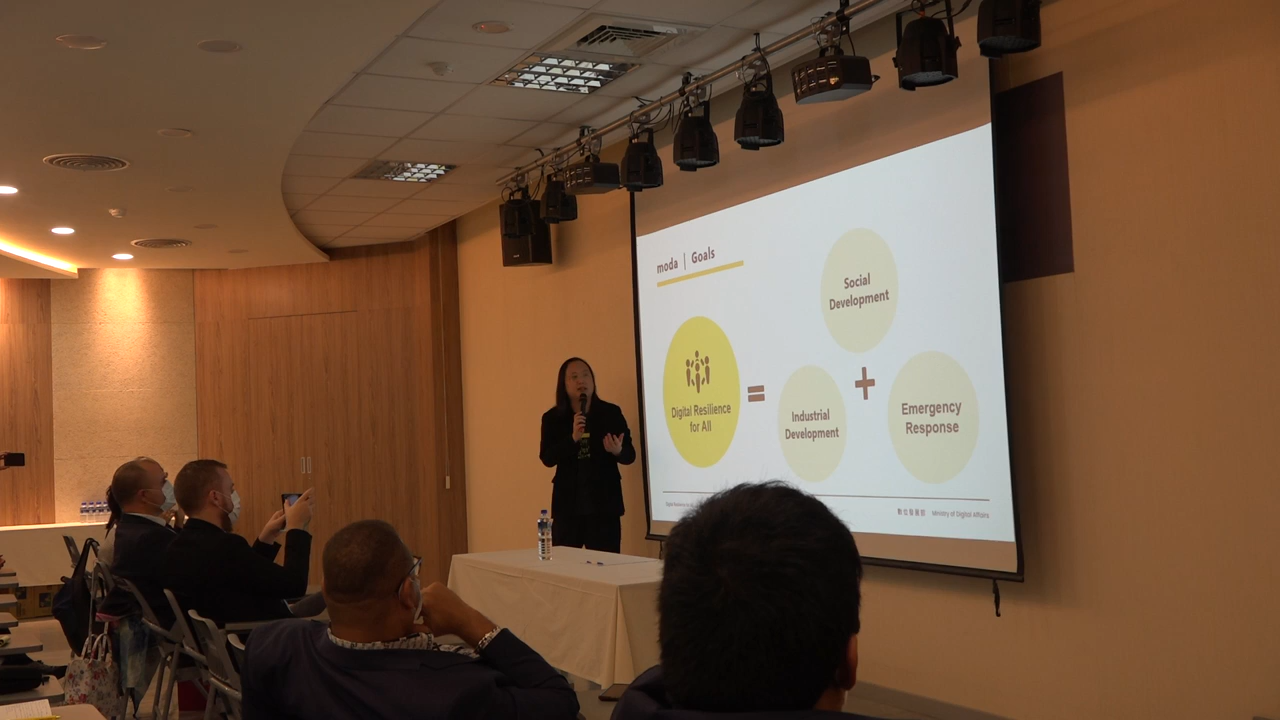 moda | Goals
Social
Development
Digital Resilience
for All
=
Industrial
Development
+
Emergency
Response
數位發展部 Ministry of Digital Affairs